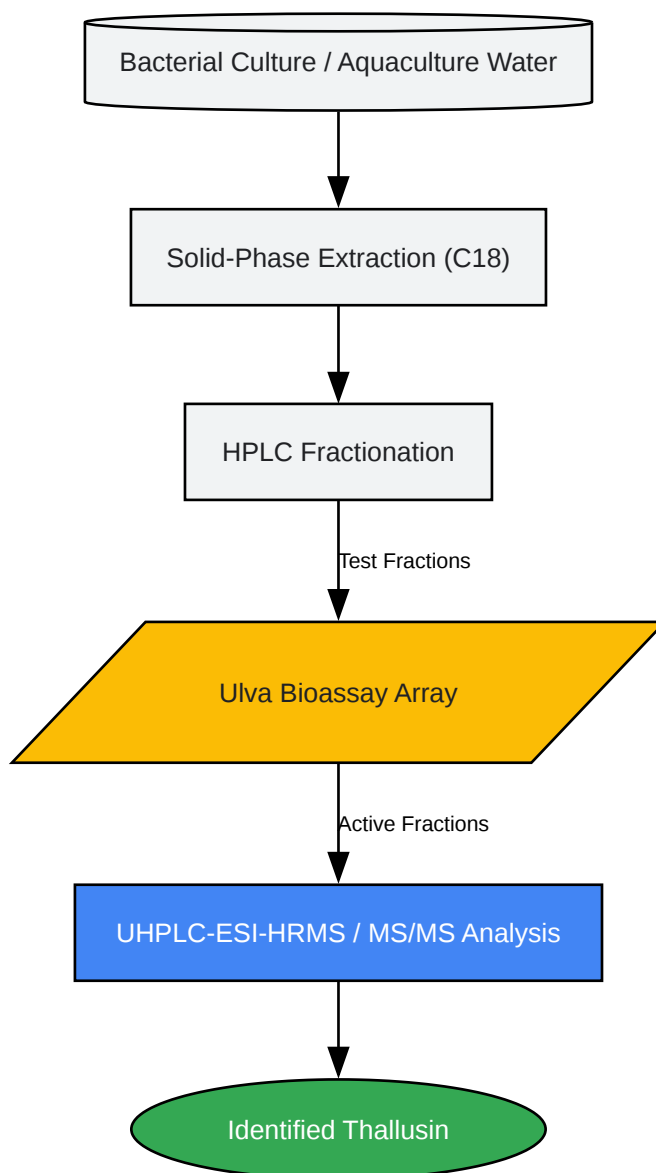 Bacterial Culture / Aquaculture Water
Solid-Phase Extraction (C18)
HPLC Fractionation
Test Fractions
Ulva Bioassay Array
Active Fractions
UHPLC-ESI-HRMS / MS/MS Analysis
Identified Thallusin